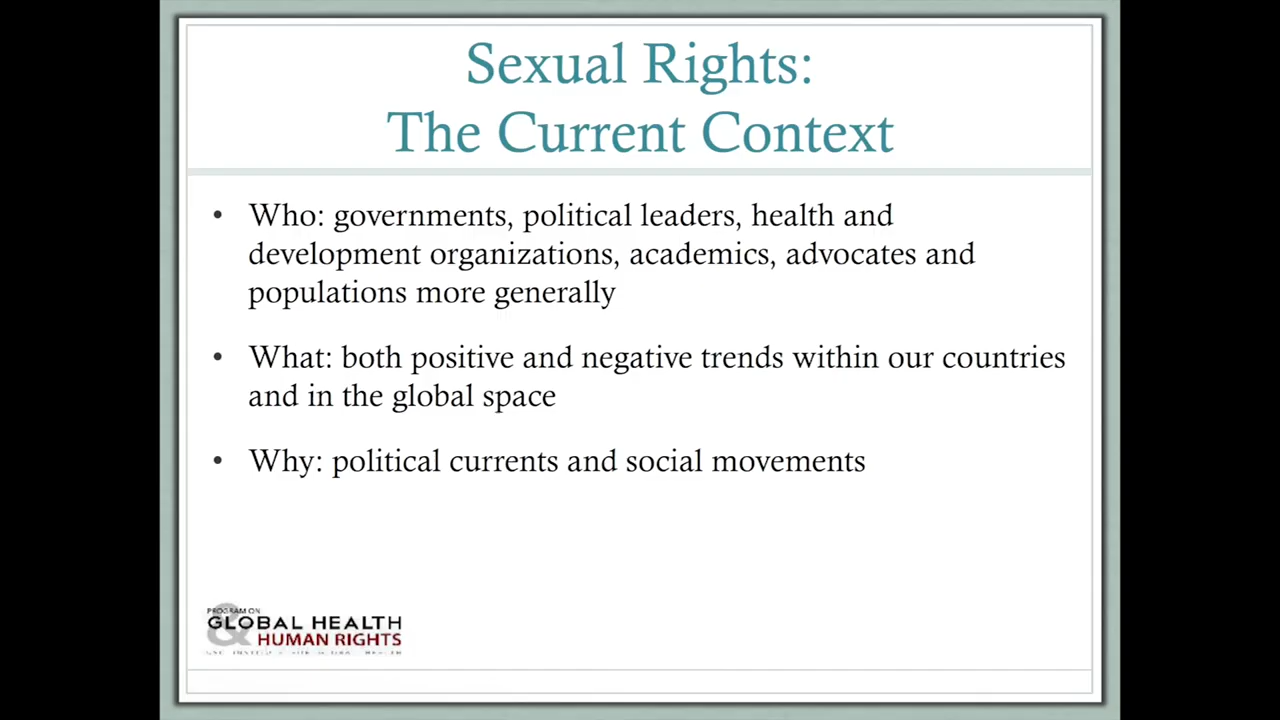 Sexual Rights:
The Current Context
• Who: governments, political leaders, health and
development organizations, academics, advocates and
populations more generally
• What: both positive and negative trends within our countries
and in the global space
• Why: political currents and social movements
PROGRAM ON
GLOBAL HEALTH
& HUMAN RIGHTS